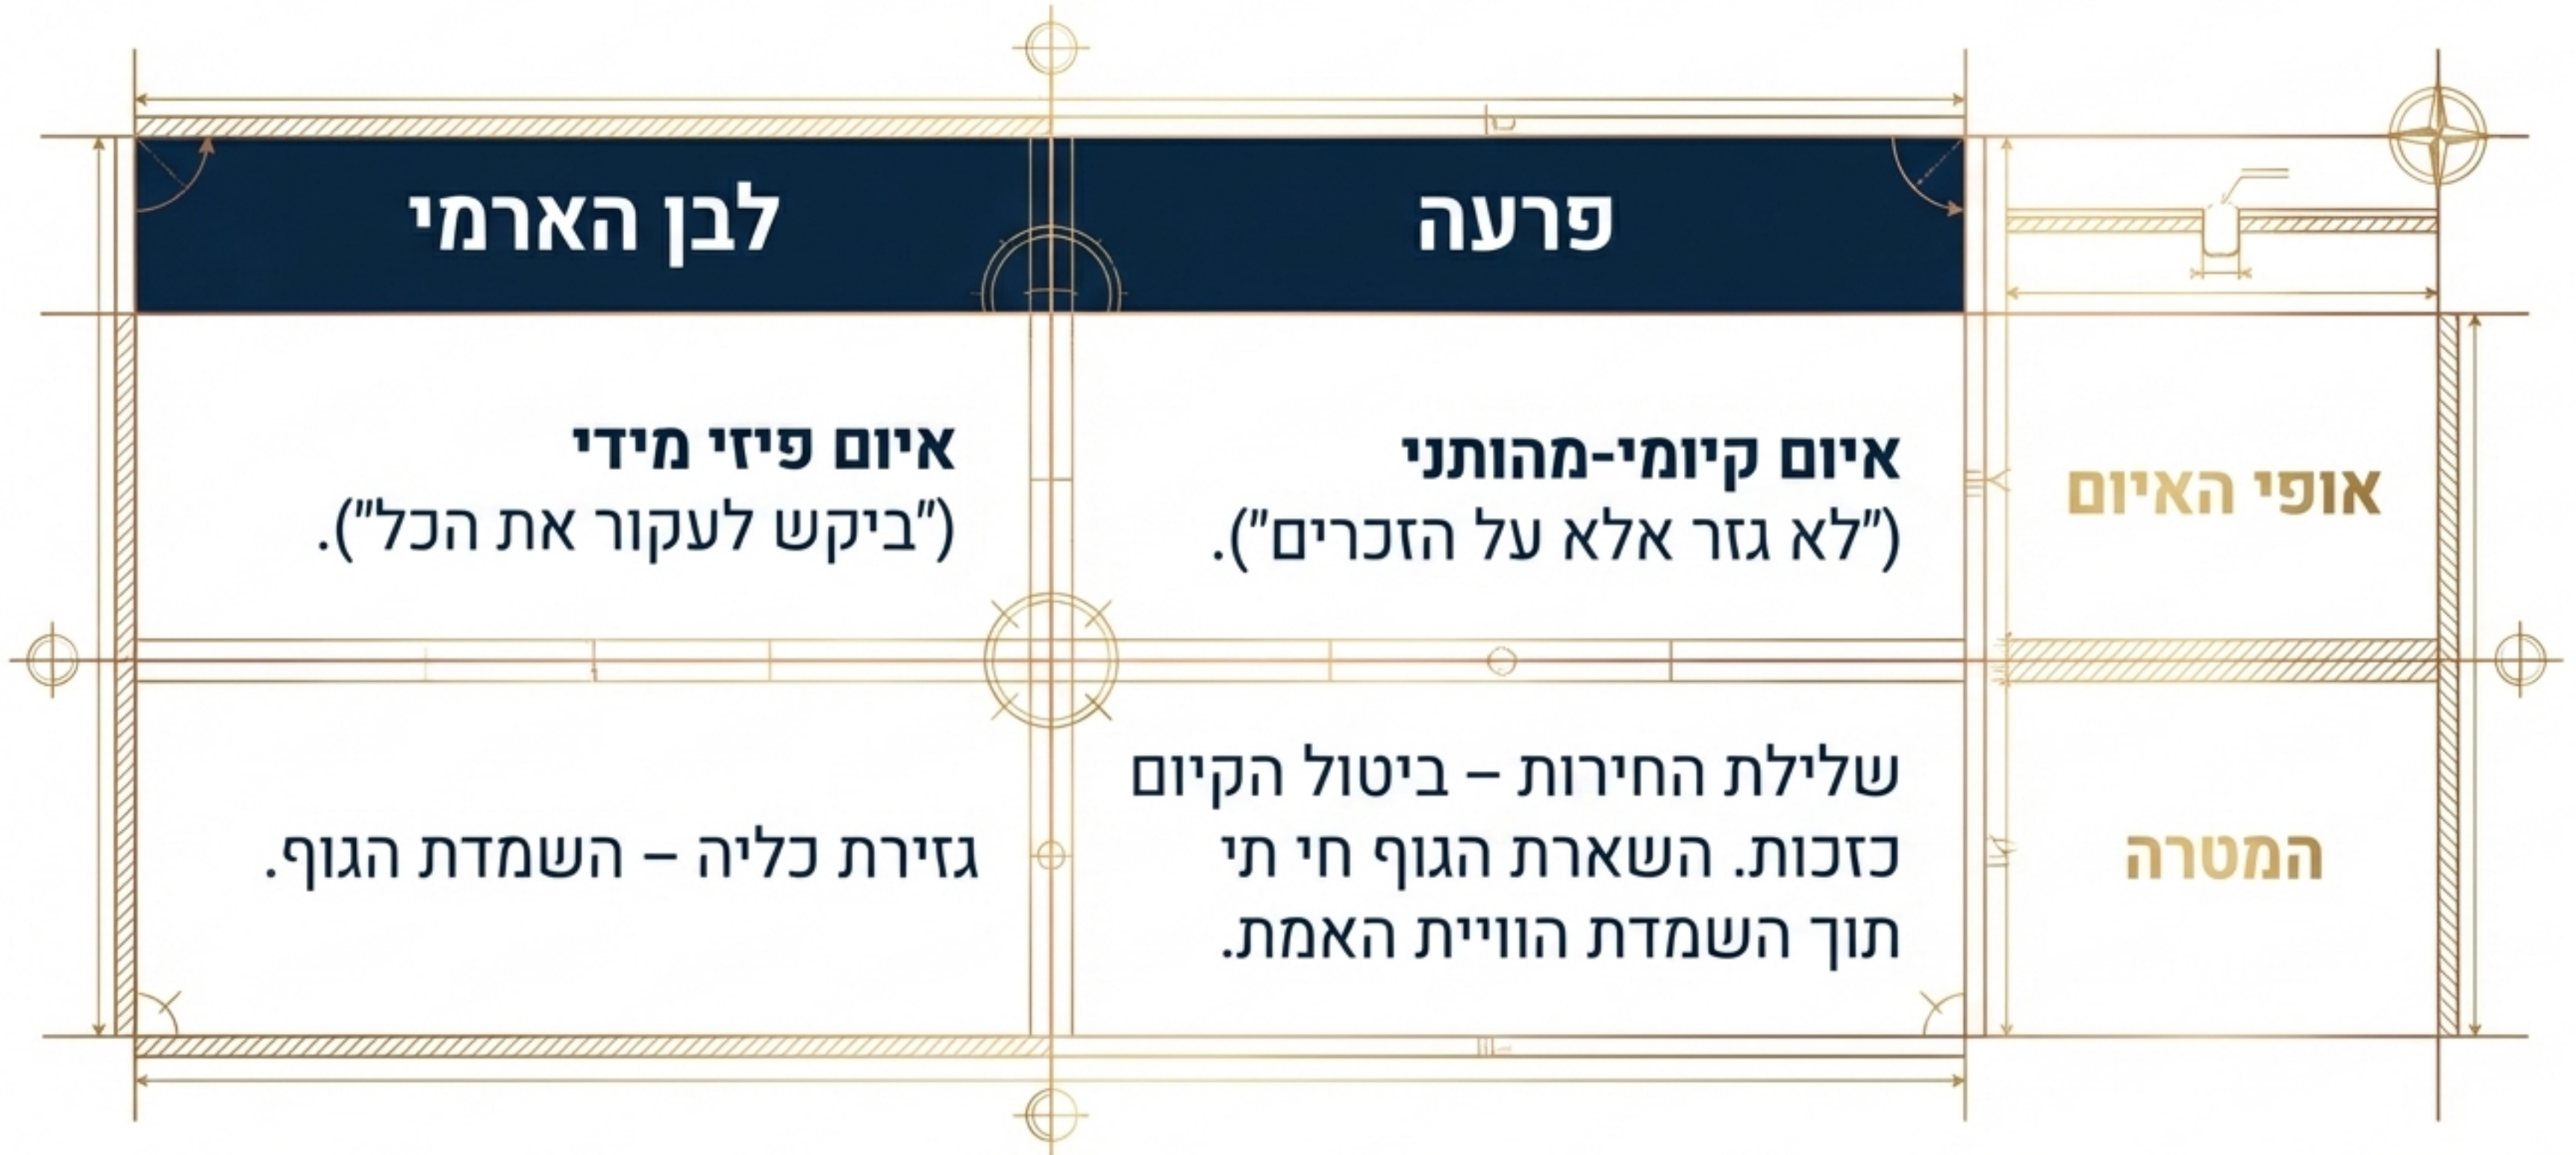 פרעה
לבן הארמי
אופי האיום
איום קיומי-מהותני
("לא גזר אלא על הזכרים").
איום פיזי מידי
("ביקש לעקור את הכל").
המטרה
שלילת החירות – ביטול הקיום
כזכות. השארת הגוף חי תי
תוך השמדת הוויית האמת.
גזירת כליה – השמדת הגוף.